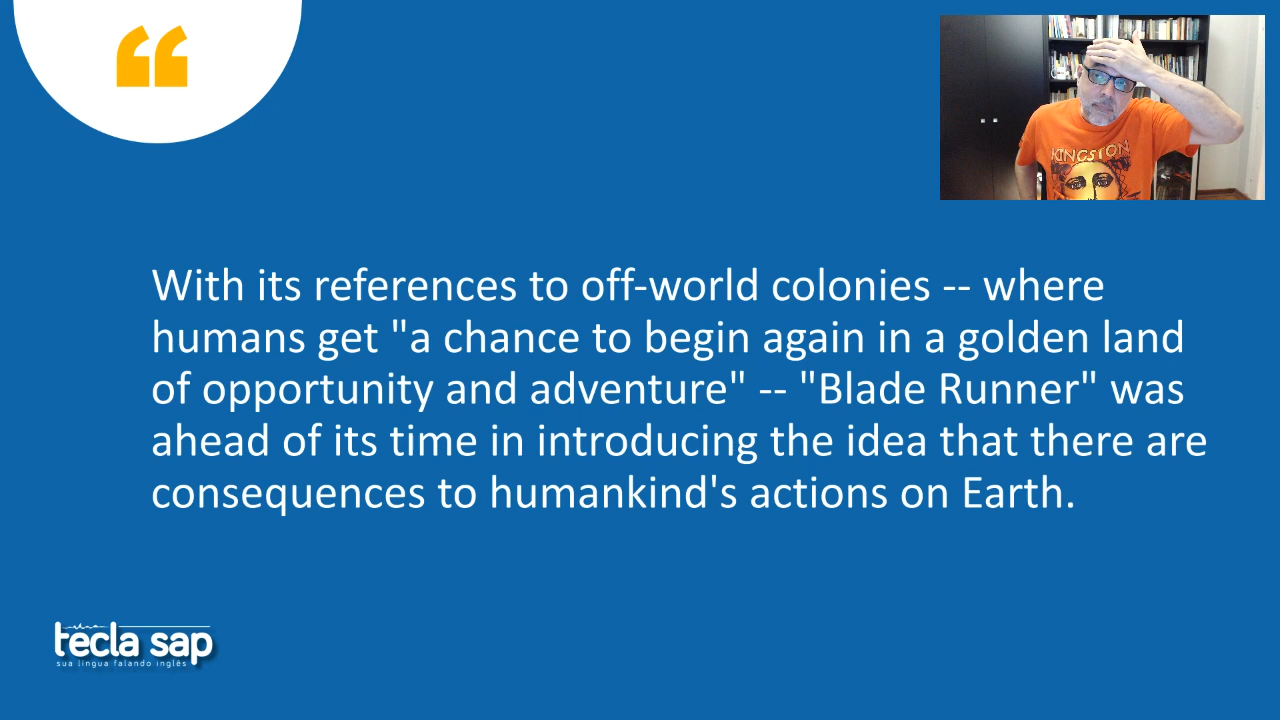 KINGSTON
With its references to off-world colonies -- where
humans get "a chance to begin again in a golden land
of opportunity and adventure" -- "Blade Runner" was
ahead of its time in introducing the idea that there are
consequences to humankind's actions on Earth.
tecla sap
sua língua falando inglês